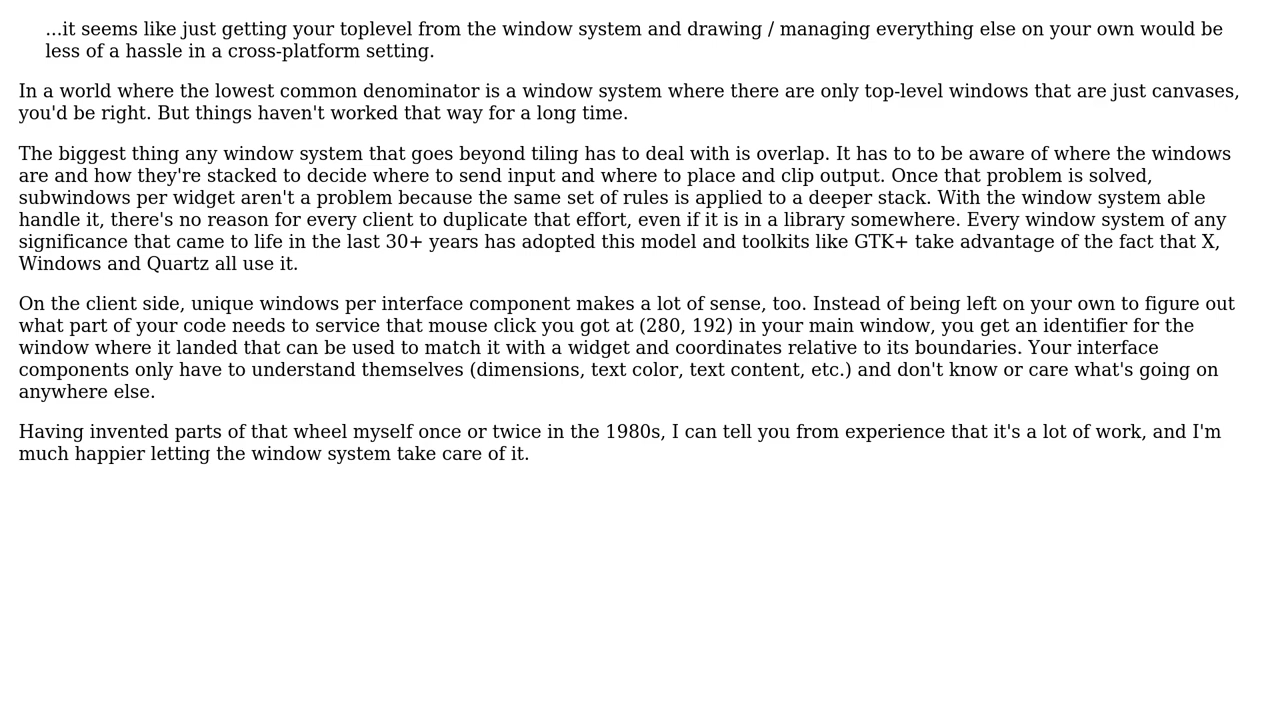 ...it seems like just getting your toplevel from the window system and drawing / managing everything else on your own would be
less of a hassle in a cross-platform setting.
In a world where the lowest common denominator is a window system where there are only top-level windows that are just canvases,
you'd be right. But things haven't worked that way for a long time.
The biggest thing any window system that goes beyond tiling has to deal with is overlap. It has to to be aware of where the windows
are and how they're stacked to decide where to send input and where to place and clip output. Once that problem is solved,
subwindows per widget aren't a problem because the same set of rules is applied to a deeper stack. With the window system able
handle it, there's no reason for every client to duplicate that effort, even if it is in a library somewhere. Every window system of any
significance that came to life in the last 30+ years has adopted this model and toolkits like GTK+ take advantage of the fact that X,
Windows and Quartz all use it.
On the client side, unique windows per interface component makes a lot of sense, too. Instead of being left on your own to figure out
what part of your code needs to service that mouse click you got at (280, 192) in your main window, you get an identifier for the
window where it landed that can be used to match it with a widget and coordinates relative to its boundaries. Your interface
components only have to understand themselves (dimensions, text color, text content, etc.) and don't know or care what's going on
anywhere else.
Having invented parts of that wheel myself once or twice in the 1980s, I can tell you from experience that it's a lot of work, and I'm
much happier letting the window system take care of it.